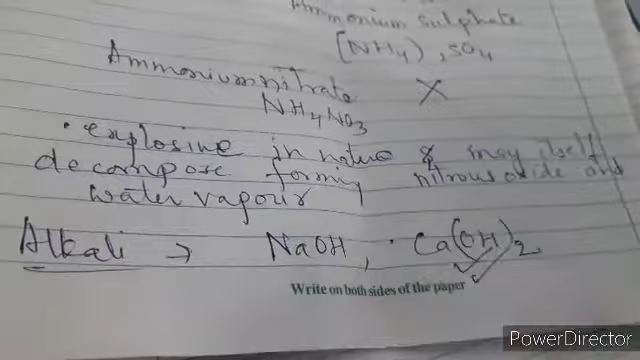 Ammonium sulphate
(NH4), SO4
Ammonium nitrate X
NH4NO3
• explosive in nature & may itself
decompose forming nitrous oxide and
water vapour
Alkali → NaOH, • Ca(OH)2
Write on both sides of the paper
PowerDirector